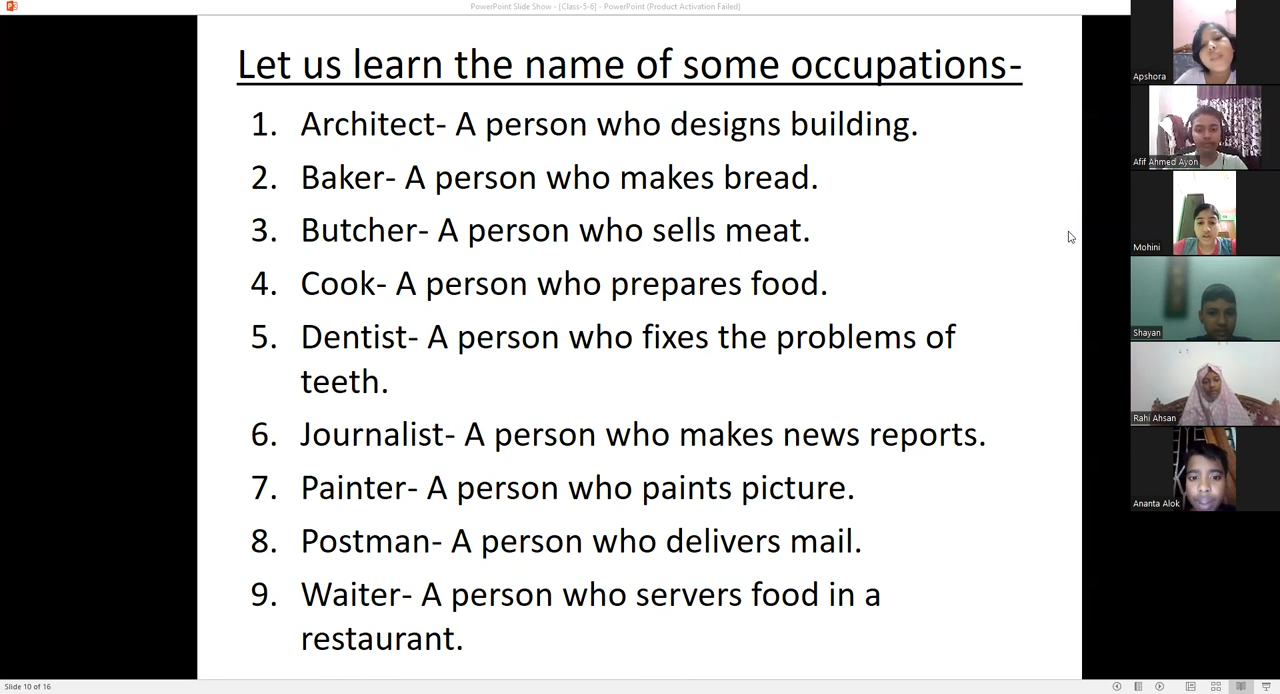 PowerPoint Slide Show - [Class-5-6] - PowerPoint (Product Activation Failed)
Let us learn the name of some occupations-
1. Architect- A person who designs building.
2. Baker- A person who makes bread.
3. Butcher- A person who sells meat.
4. Cook- A person who prepares food.
5. Dentist- A person who fixes the problems of
teeth.
6. Journalist- A person who makes news reports.
7. Painter- A person who paints picture.
8. Postman- A person who delivers mail.
9. Waiter- A person who servers food in a
restaurant.
Apshora
Afif Ahmed Ayon
Mohini
Shayan
Rahi Ahsan
Ananta Alok
Slide 10 of 16